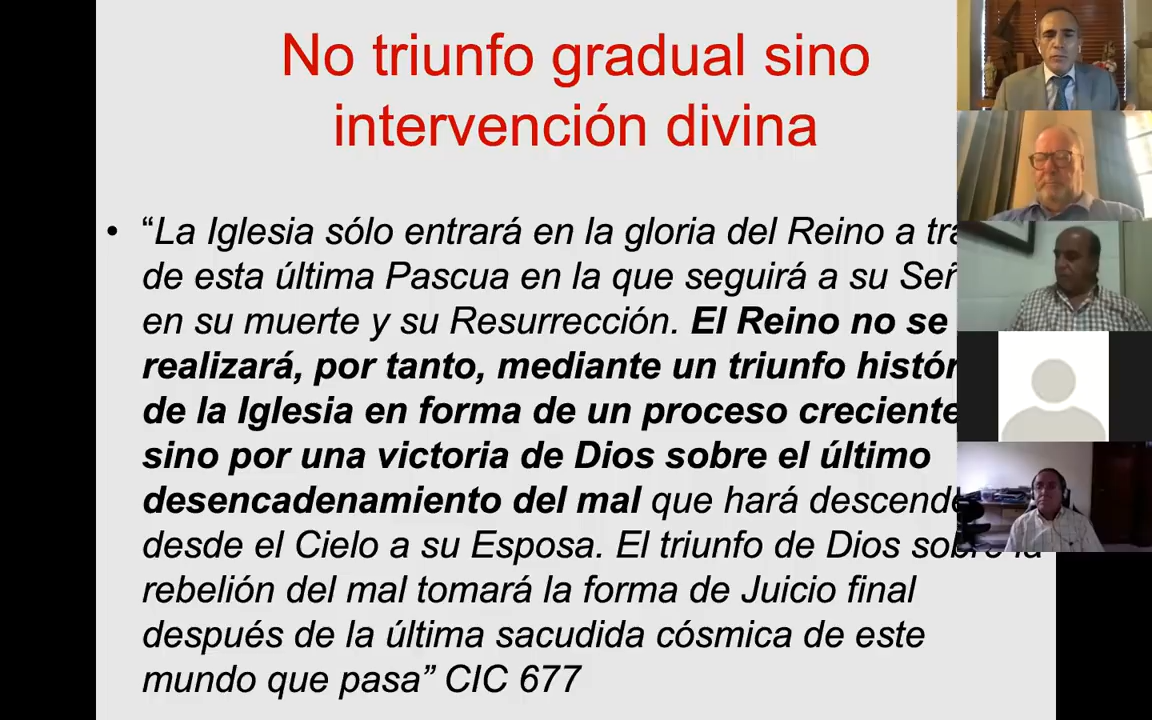 No triunfo gradual sino
intervención divina
• “La Iglesia sólo entrará en la gloria del Reino a
de esta última Pascua en la que seguirá a su
en su muerte y su Resurrección. El Reino no se
realizará, por tanto, mediante un triunfo
de la Iglesia en forma de un proceso creciente
sino por una victoria de Dios sobre el último
desencadenamiento del mal que hará
desde el Cielo a su Esposa. El triunfo de Dios sobre la
rebelión del mal tomará la forma de Juicio final
después de la última sacudida cósmica de este
mundo que pasa” CIC 677